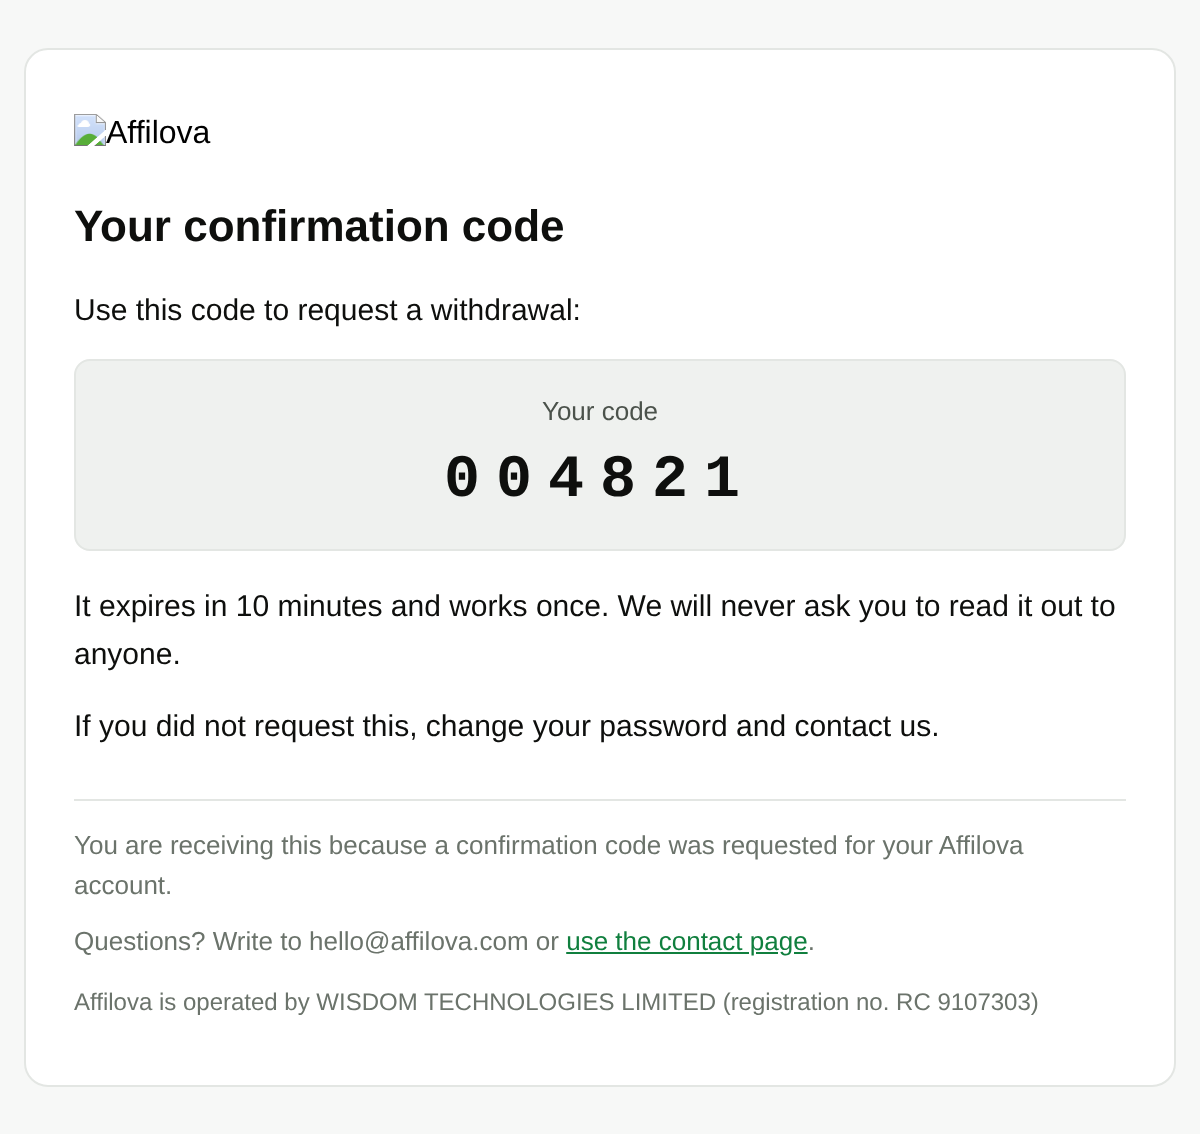 Affilova
Your confirmation code
Use this code to request a withdrawal:
Your code
004821
It expires in 10 minutes and works once. We will never ask you to read it out to
anyone.
If you did not request this, change your password and contact us.
You are receiving this because a confirmation code was requested for your Affilova
account.
Questions? Write to hello@affilova.com or use the contact page.
Affilova is operated by WISDOM TECHNOLOGIES LIMITED (registration no. RC 9107303)